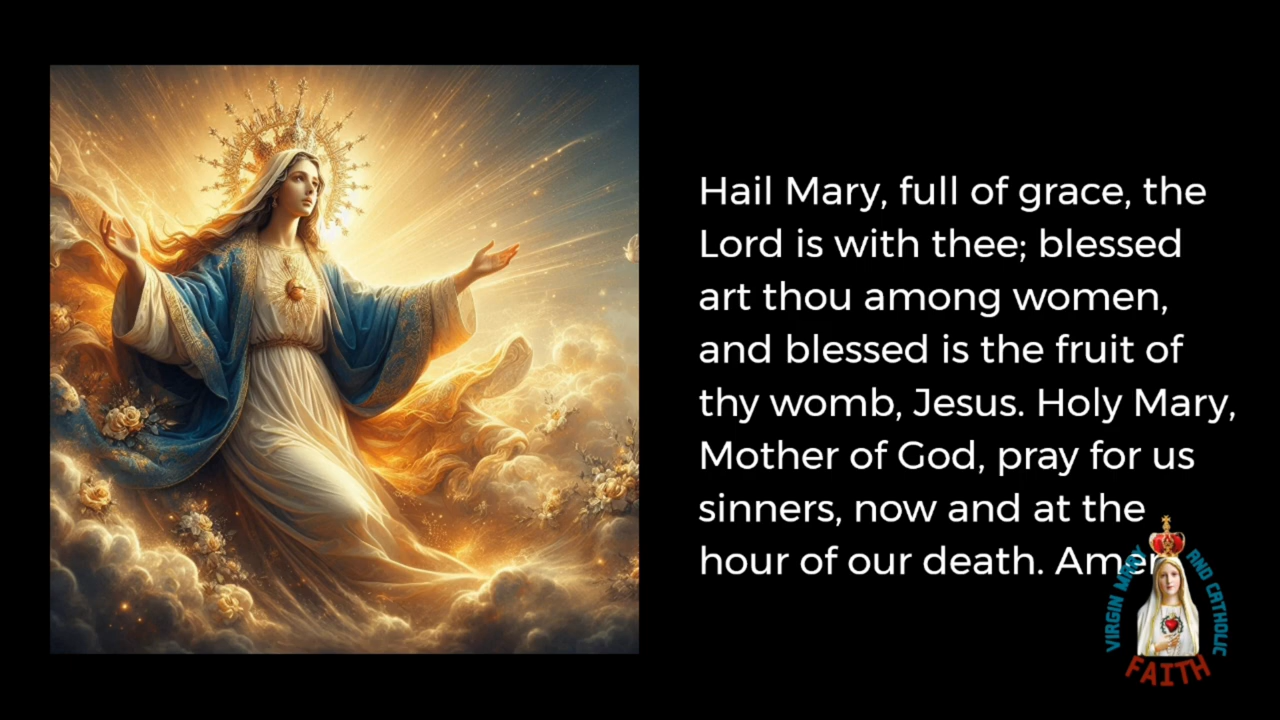 Hail Mary, full of grace, the
Lord is with thee; blessed
art thou among women,
and blessed is the fruit of
thy womb, Jesus. Holy Mary,
Mother of God, pray for us
sinners, now and at the
hour of our death. Amen
VIRGIN MARY
AND CATHOLIC
FAITH